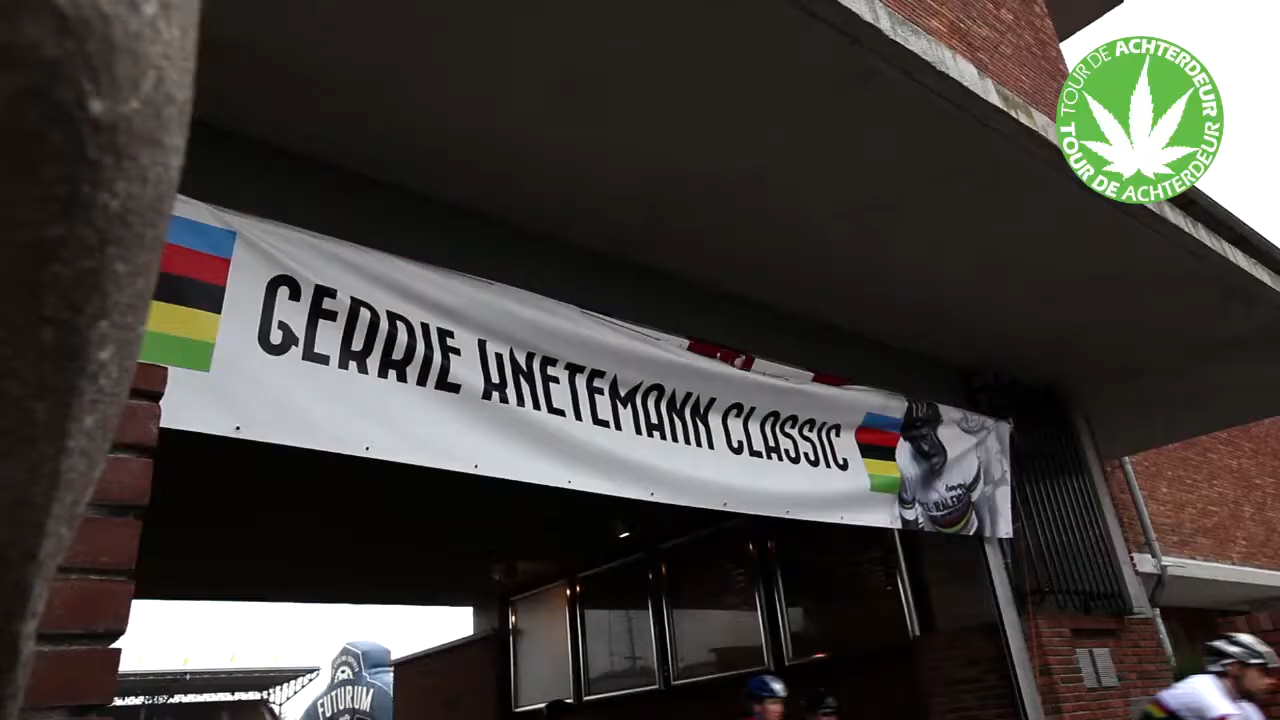 TOUR DE ACHTERDEUR
TOUR DE ACHTERDEUR
GERRIE KNETEMANN CLASSIC
FUTURUM